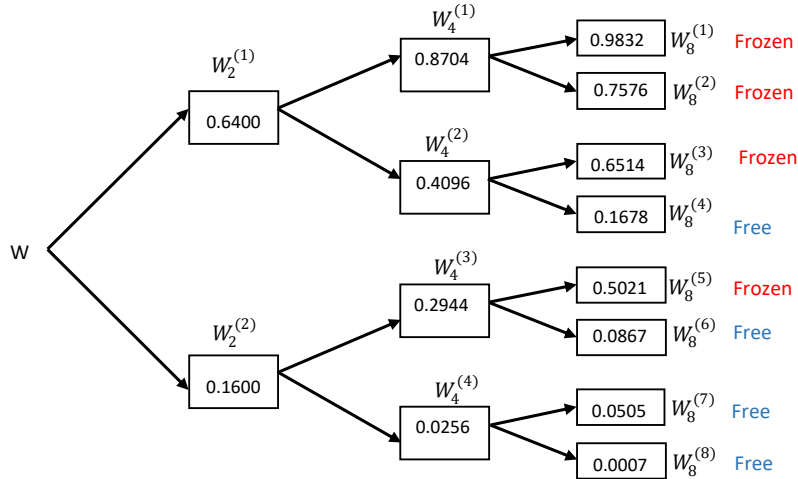 W_4^{(1)}
0.9832 W_8^{(1)} Frozen
W_2^{(1)}
0.8704
0.7576 W_8^{(2)} Frozen
0.6400
W_4^{(2)}
0.6514 W_8^{(3)} Frozen
0.4096
0.1678 W_8^{(4)} Free
W
W_4^{(3)}
0.5021 W_8^{(5)} Frozen
0.2944
W_2^{(2)}
0.0867 W_8^{(6)} Free
0.1600
W_4^{(4)}
0.0505 W_8^{(7)} Free
0.0256
0.0007 W_8^{(8)} Free